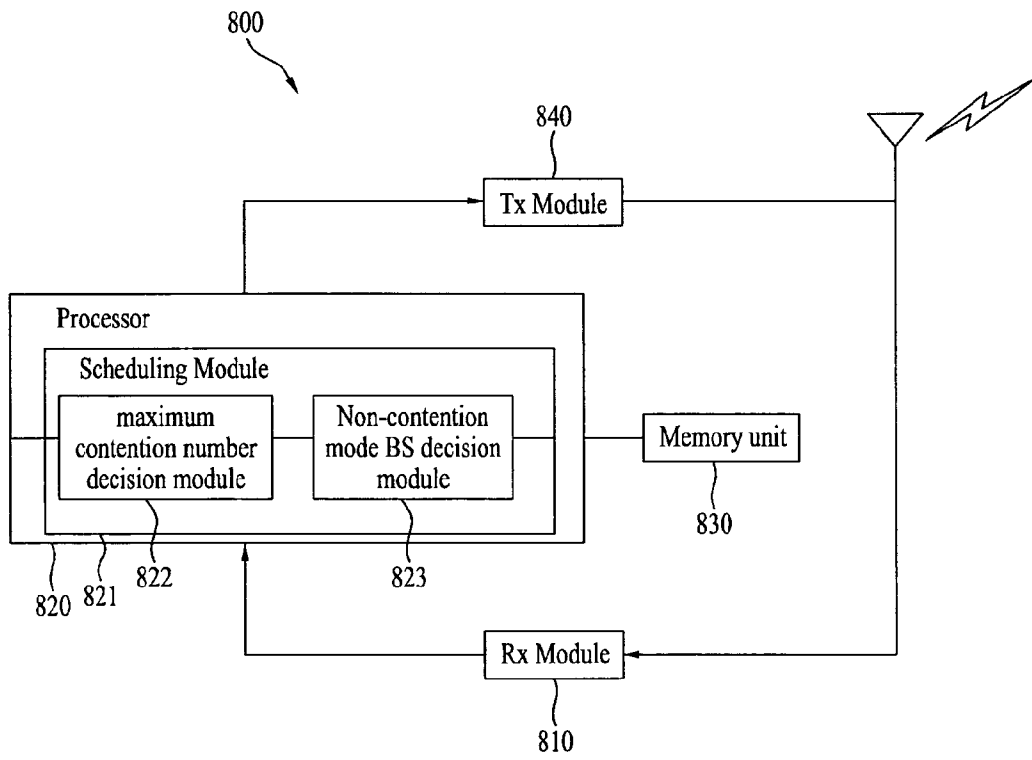 800
840
Tx Module
Processor
Scheduling Module
maximum
contention number
decision module
Non-contention
mode BS decision
module
Memory unit
830
822
823
821
820
Rx Module
810